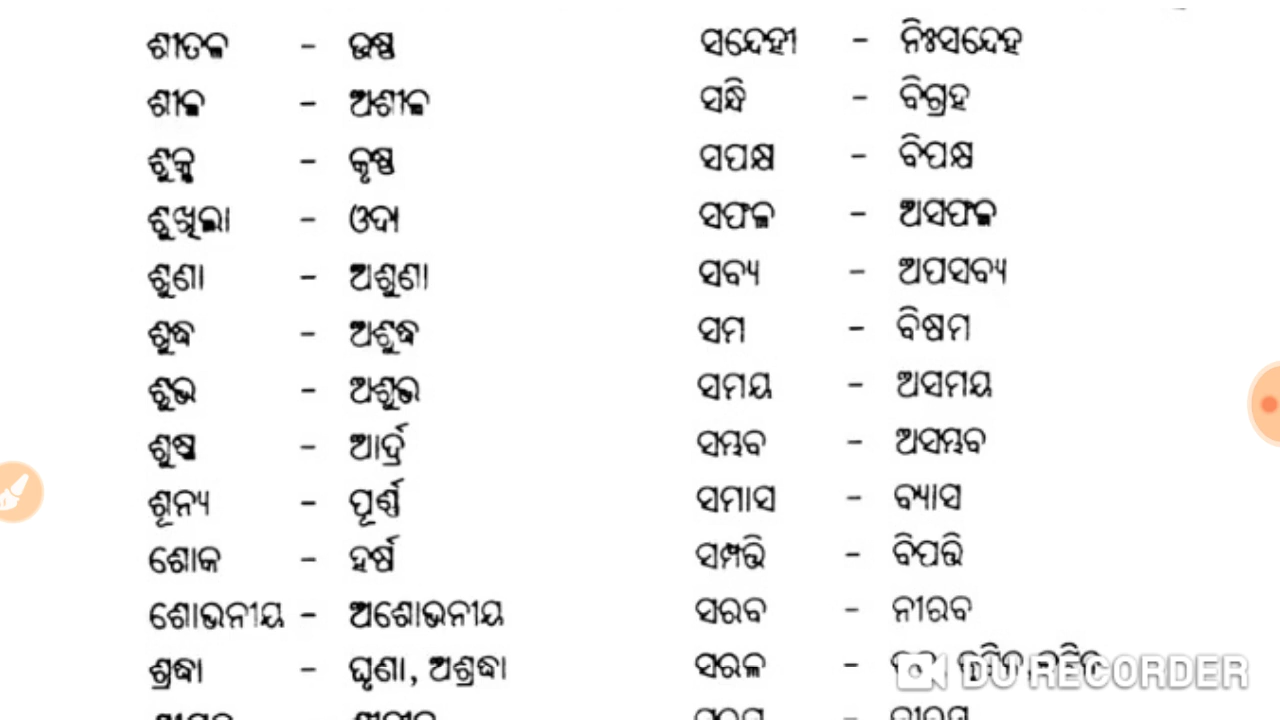 ଶୀତଳ - ଉଷ୍ଣ
ଶୀଳ - ଅଶୀଳ
ଶୁକ୍ଳ - କୃଷ୍ଣ
ଶୁଖିଲା - ଓଦା
ଶୁଣା - ଅଶୁଣା
ଶୁଦ୍ଧ - ଅଶୁଦ୍ଧ
ଶୁଭ - ଅଶୁଭ
ଶୁଷ୍କ - ଆର୍ଦ୍ର
ଶୂନ୍ୟ - ପୂର୍ଣ୍ଣ
ଶୋକ - ହର୍ଷ
ଶୋଭନୀୟ - ଅଶୋଭନୀୟ
ଶ୍ରଦ୍ଧା - ଘୃଣା, ଅଶ୍ରଦ୍ଧା
ସନ୍ଦେହୀ - ନିଃସନ୍ଦେହ
ସନ୍ଧି - ବିଗ୍ରହ
ସପକ୍ଷ - ବିପକ୍ଷ
ସଫଳ - ଅସଫଳ
ସବ୍ୟ - ଅପସବ୍ୟ
ସମ - ବିଷମ
ସମୟ - ଅସମୟ
ସମ୍ଭବ - ଅସମ୍ଭବ
ସମାସ - ବ୍ୟାସ
ସମ୍ପତ୍ତି - ବିପତ୍ତି
ସରବ - ନୀରବ
ସରଳ -
DU RECORDER